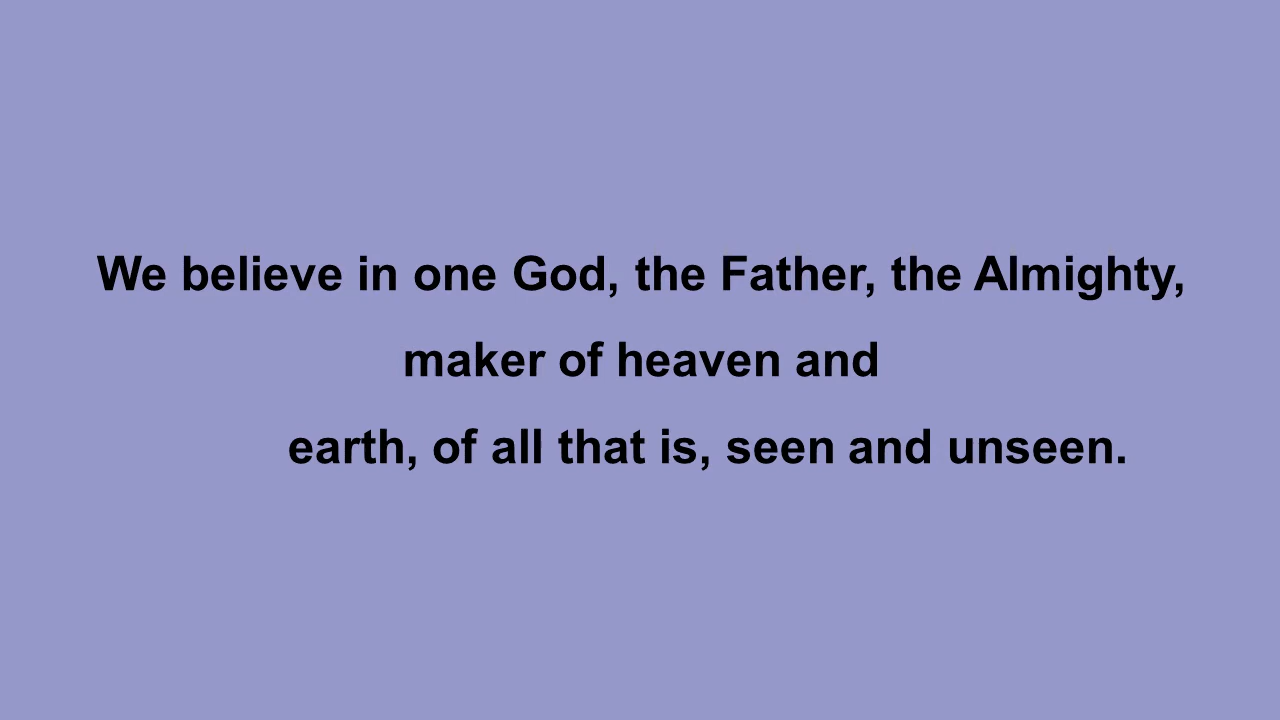 We believe in one God, the Father, the Almighty,
maker of heaven and
earth, of all that is, seen and unseen.